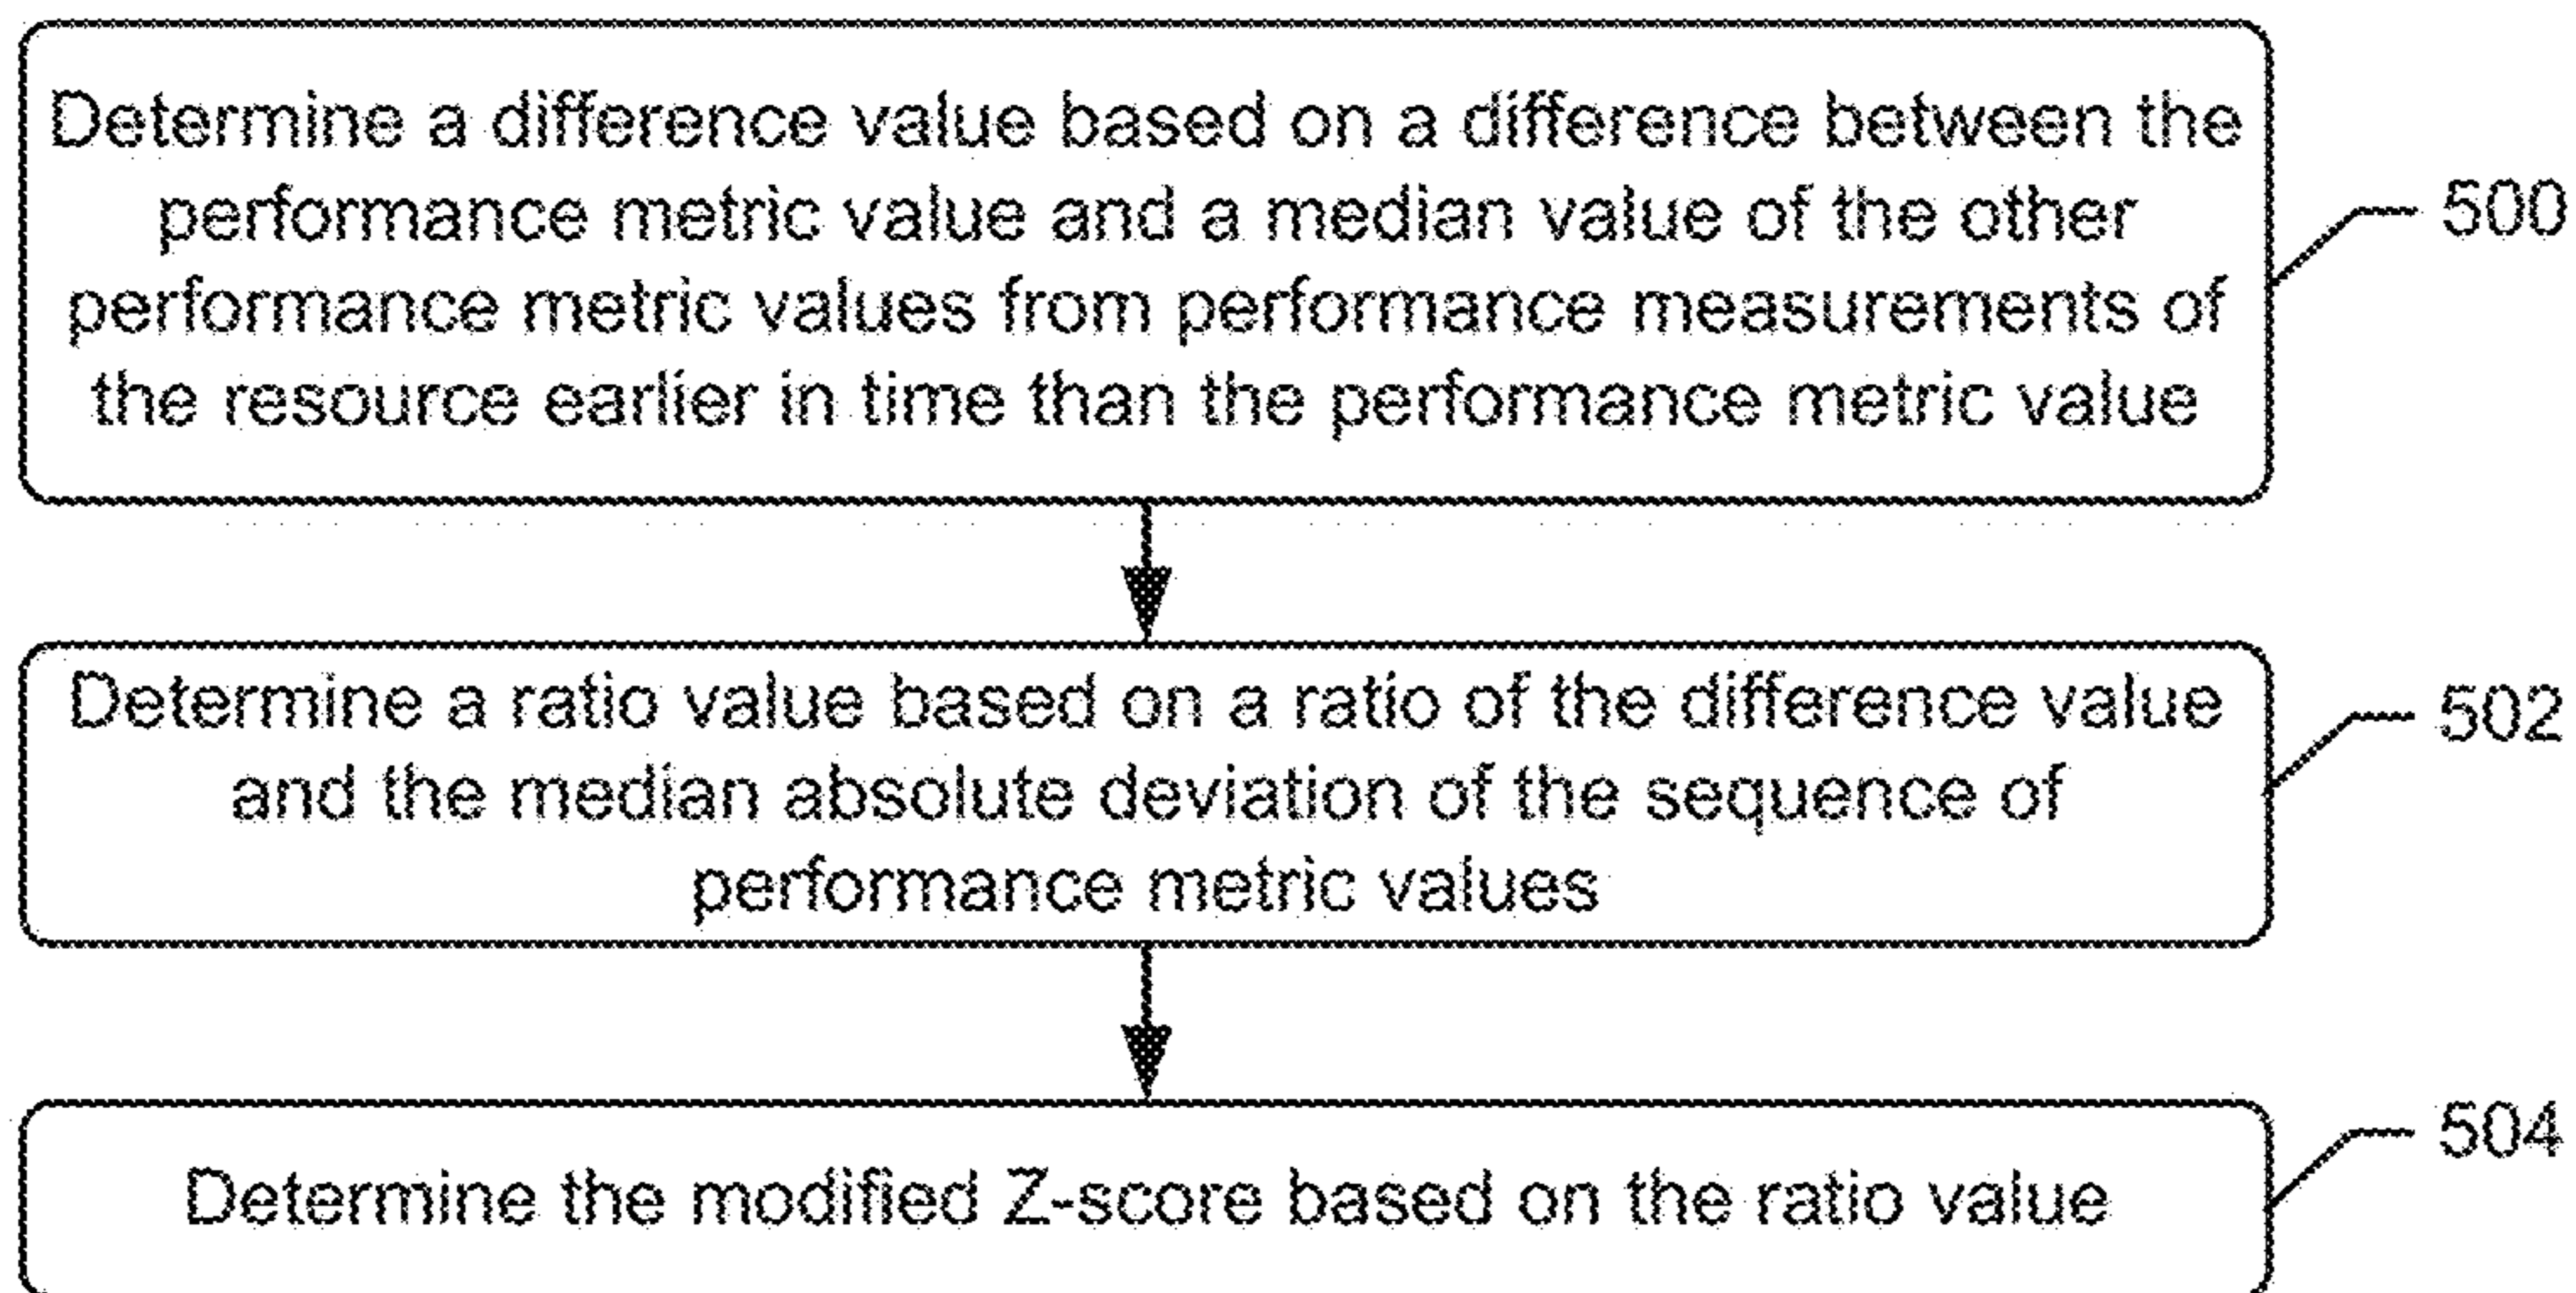 Determine a difference value based on a difference between the
performance metric value and a median value of the other
performance metric values from performance measurements of
the resource earlier in time than the performance metric value
500
Determine a ratio value based on a ratio of the difference value
and the median absolute deviation of the sequence of
performance metric values
502
Determine the modified Z-score based on the ratio value
504